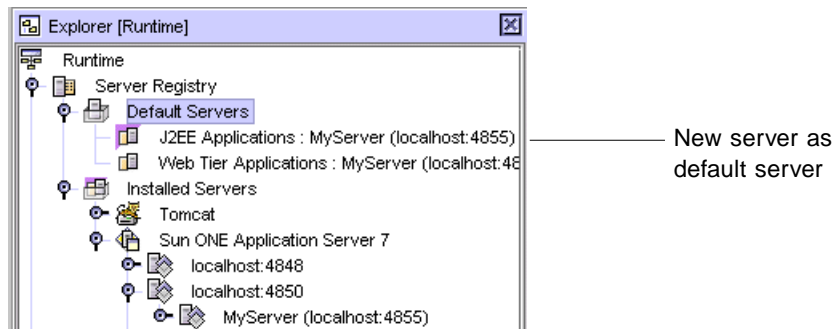 Explorer [Runtime]
Runtime
Server Registry
Default Servers
J2EE Applications : MyServer (localhost:4855)
Web Tier Applications : MyServer (localhost:48
Installed Servers
Tomcat
Sun ONE Application Server 7
localhost:4848
localhost:4850
MyServer (localhost:4855)
New server as
default server